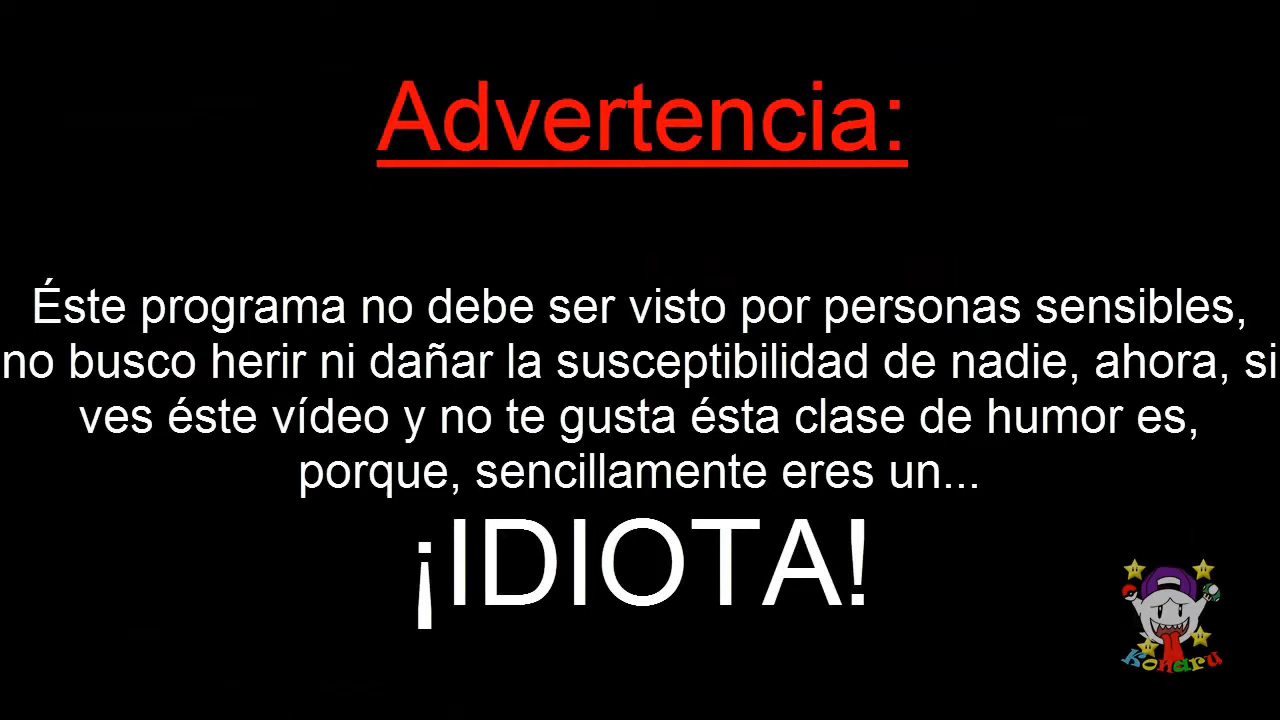 Advertencia:
Éste programa no debe ser visto por personas sensibles,
no busco herir ni dañar la susceptibilidad de nadie, ahora, si
ves éste vídeo y no te gusta ésta clase de humor es,
porque, sencillamente eres un...
¡IDIOTA!
Konaru